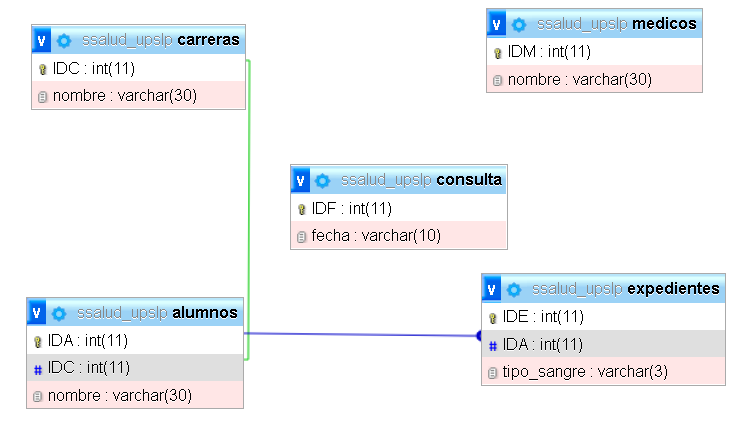 v ssalud_upslp carreras
IDC : int(11)
nombre : varchar(30)
v ssalud_upslp medicos
IDM : int(11)
nombre : varchar(30)
v ssalud_upslp consulta
IDF : int(11)
fecha : varchar(10)
v ssalud_upslp alumnos
IDA : int(11)
# IDC : int(11)
nombre : varchar(30)
v ssalud_upslp expedientes
IDE : int(11)
# IDA : int(11)
tipo_sangre : varchar(3)